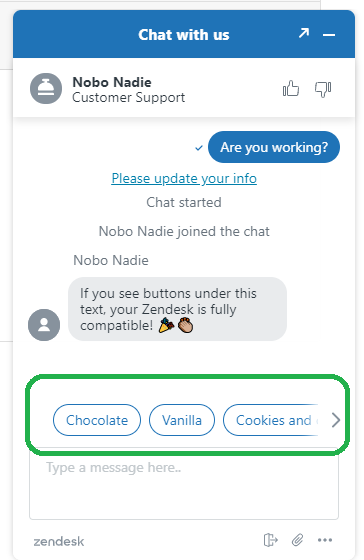 Chat with us
Nobo Nadie
Customer Support
Are you working?
Please update your info
Chat started
Nobo Nadie joined the chat
Nobo Nadie
If you see buttons under this
text, your Zendesk is fully
compatible! 🎉👏🏽
Chocolate Vanilla Cookies and
Type a message here..
zendesk